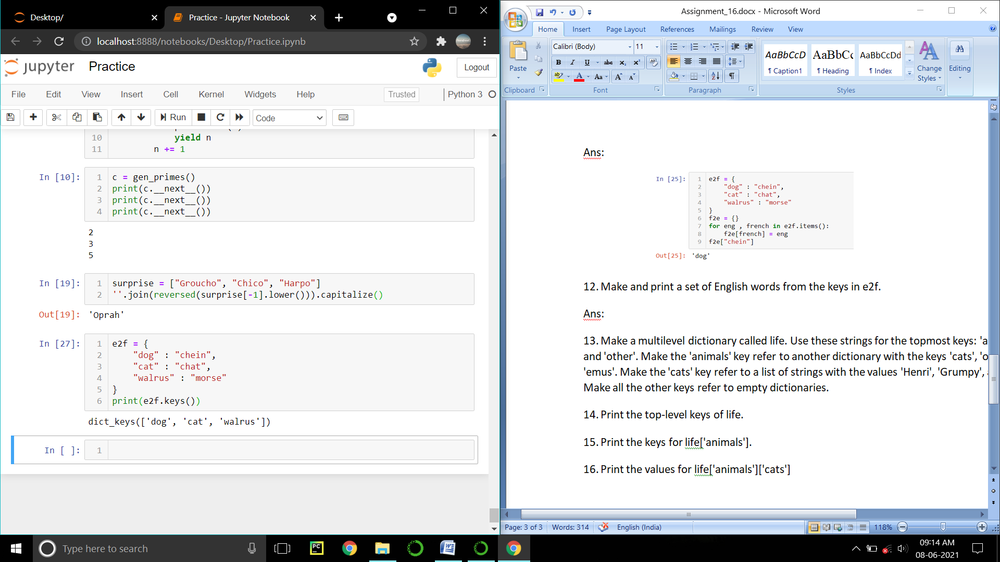 Desktop/
Practice - Jupyter Notebook
localhost:8888/notebooks/Desktop/Practice.ipynb
jupyter Practice
Logout
File Edit View Insert Cell Kernel Widgets Help
Trusted
Python 3
Run
Code
10 yield n
11 n += 1
In [10]:
1 c = gen_primes()
2 print(c.__next__())
3 print(c.__next__())
4 print(c.__next__())
2
3
5
In [19]:
1 surprise = ["Groucho", "Chico", "Harpo"]
2 ''.join(reversed(surprise[-1].lower())).capitalize()
Out[19]: 'Oprah'
In [27]:
1 e2f = {
2 "dog" : "chein",
3 "cat" : "chat",
4 "walrus" : "morse"
5 }
6 print(e2f.keys())
dict_keys(['dog', 'cat', 'walrus'])
In [ ]:
1
Assignment_16.docx - Microsoft Word
Home Insert Page Layout References Mailings Review View
Paste
Clipboard
Calibri (Body) 11
B I U abe x₂ x²
ab A Aa A A
Font
Paragraph
AaBbCcD AaBbCc AaBbCcDd
¶ Caption1 ¶ Heading ¶ Index
Change Styles
Styles
Editing
Ans:
In [25]:
1 e2f = {
2 "dog" : "chein",
3 "cat" : "chat",
4 "walrus" : "morse"
5 }
6 f2e = {}
7 for eng , french in e2f.items():
8 f2e[french] = eng
9 f2e["chein"]
Out[25]: 'dog'
12. Make and print a set of English words from the keys in e2f.
Ans:
13. Make a multilevel dictionary called life. Use these strings for the topmost keys: 'a
and 'other'. Make the 'animals' key refer to another dictionary with the keys 'cats', 'o
'emus'. Make the 'cats' key refer to a list of strings with the values 'Henri', 'Grumpy',
Make all the other keys refer to empty dictionaries.
14. Print the top-level keys of life.
15. Print the keys for life['animals'].
16. Print the values for life['animals']['cats']
Page: 3 of 3 Words: 314 English (India) 118%
Type here to search
PC
W
09:14 AM
08-06-2021